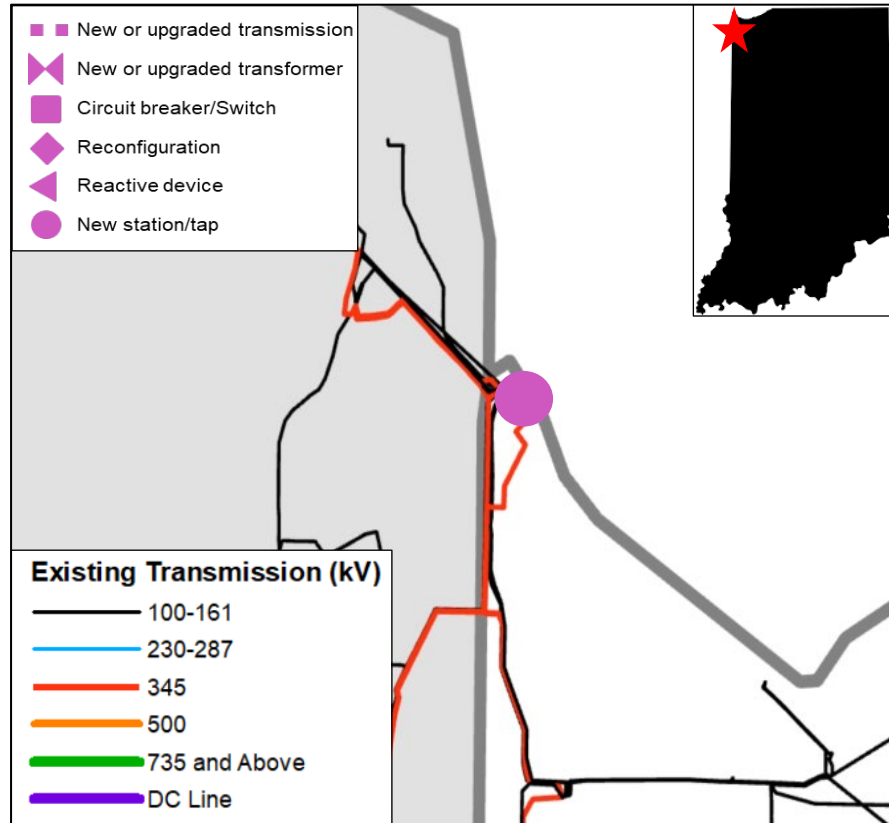 New or upgraded transmission
New or upgraded transformer
Circuit breaker/Switch
Reconfiguration
Reactive device
New station/tap
Existing Transmission (kV)
100-161
230-287
345
500
735 and Above
DC Line